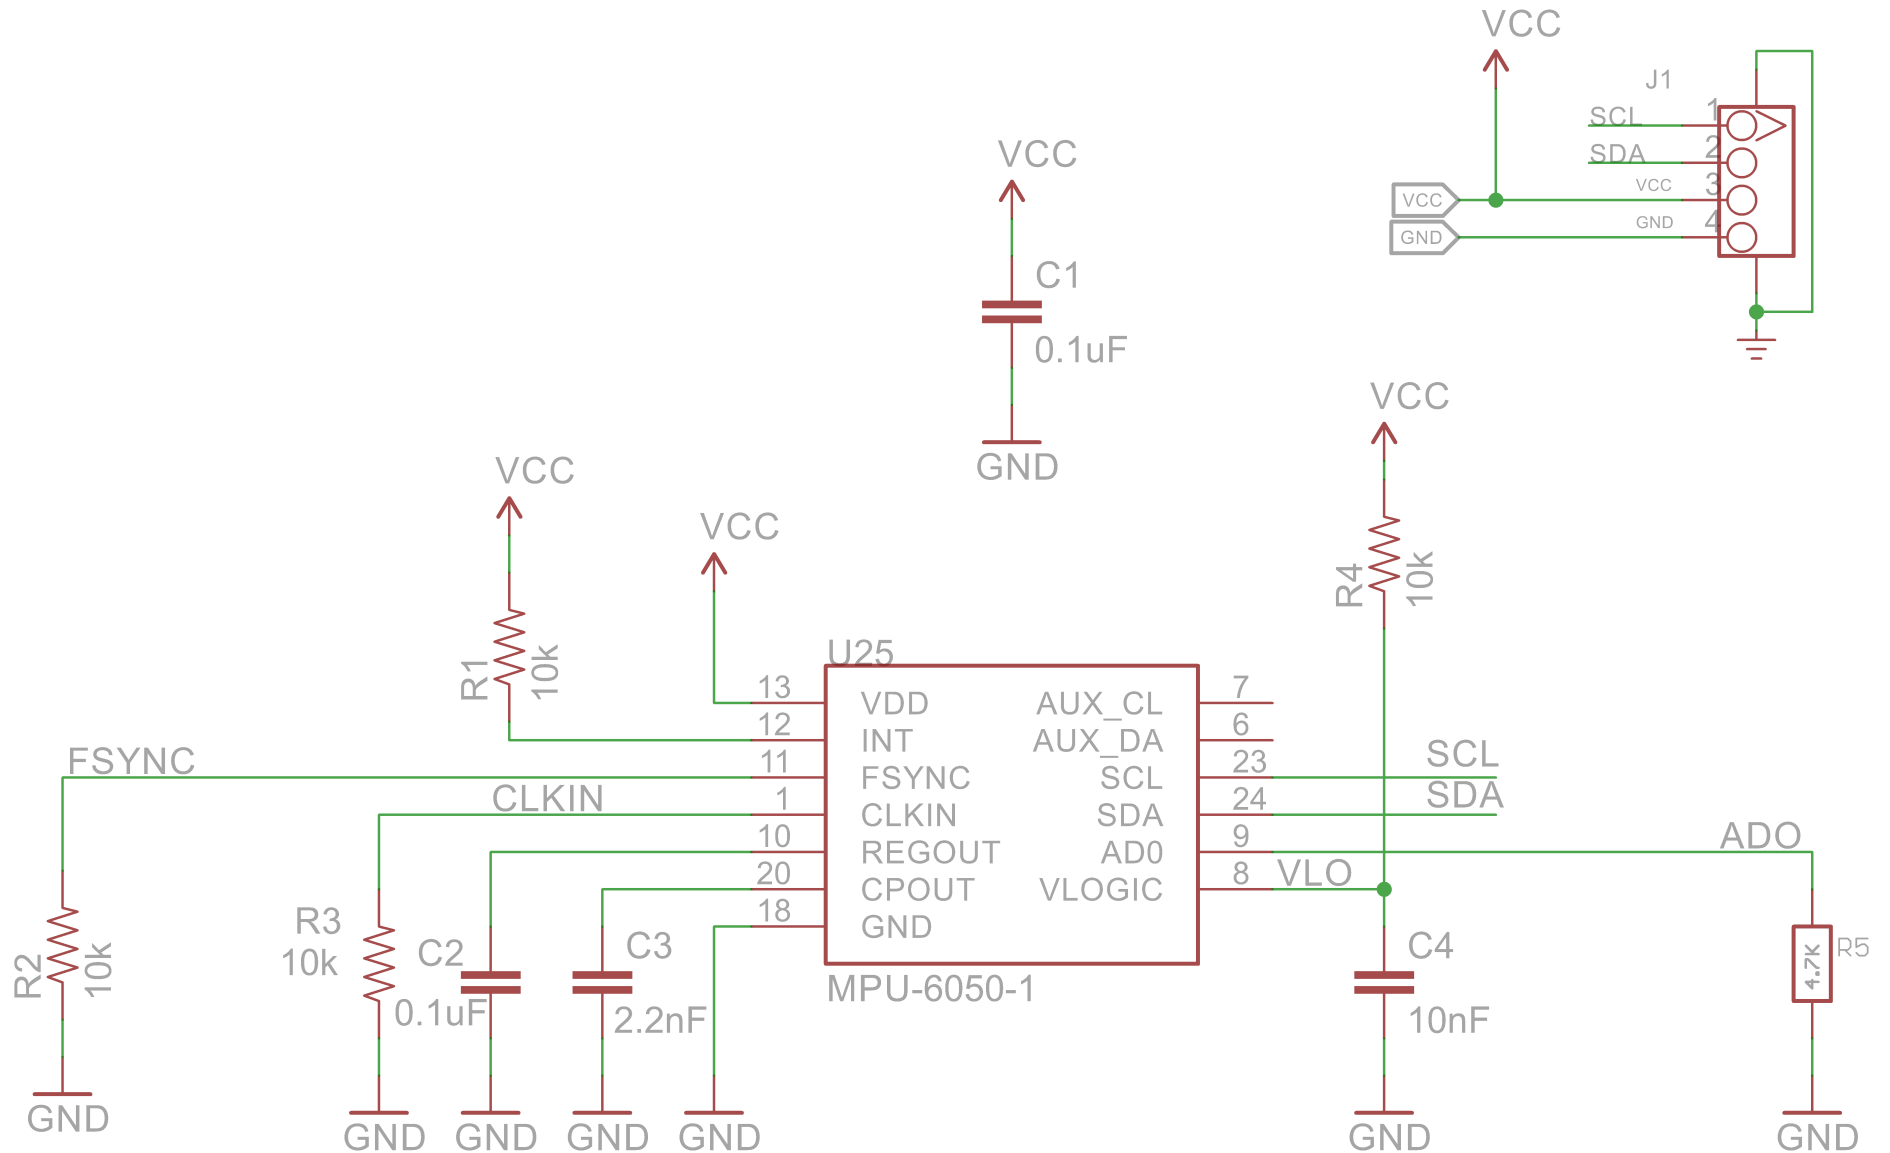 VCC
J1
SCL 1
SDA 2
VCC VCC 3
GND GND 4
VCC
C1
0.1uF
GND
VCC
R4 10k
VCC
R1 10k
VCC
U25
13 VDD AUX_CL 7
12 INT AUX_DA 6
FSYNC 11 FSYNC SCL 23 SCL
CLKIN 1 CLKIN SDA 24 SDA
10 REGOUT AD0 9 ADO
20 CPOUT VLOGIC 8 VLO
18 GND
MPU-6050-1
R2 10k
GND
R3
10k
GND
C2
0.1uF
GND
C3
2.2nF
GND
GND
C4
10nF
GND
4.7K R5
GND